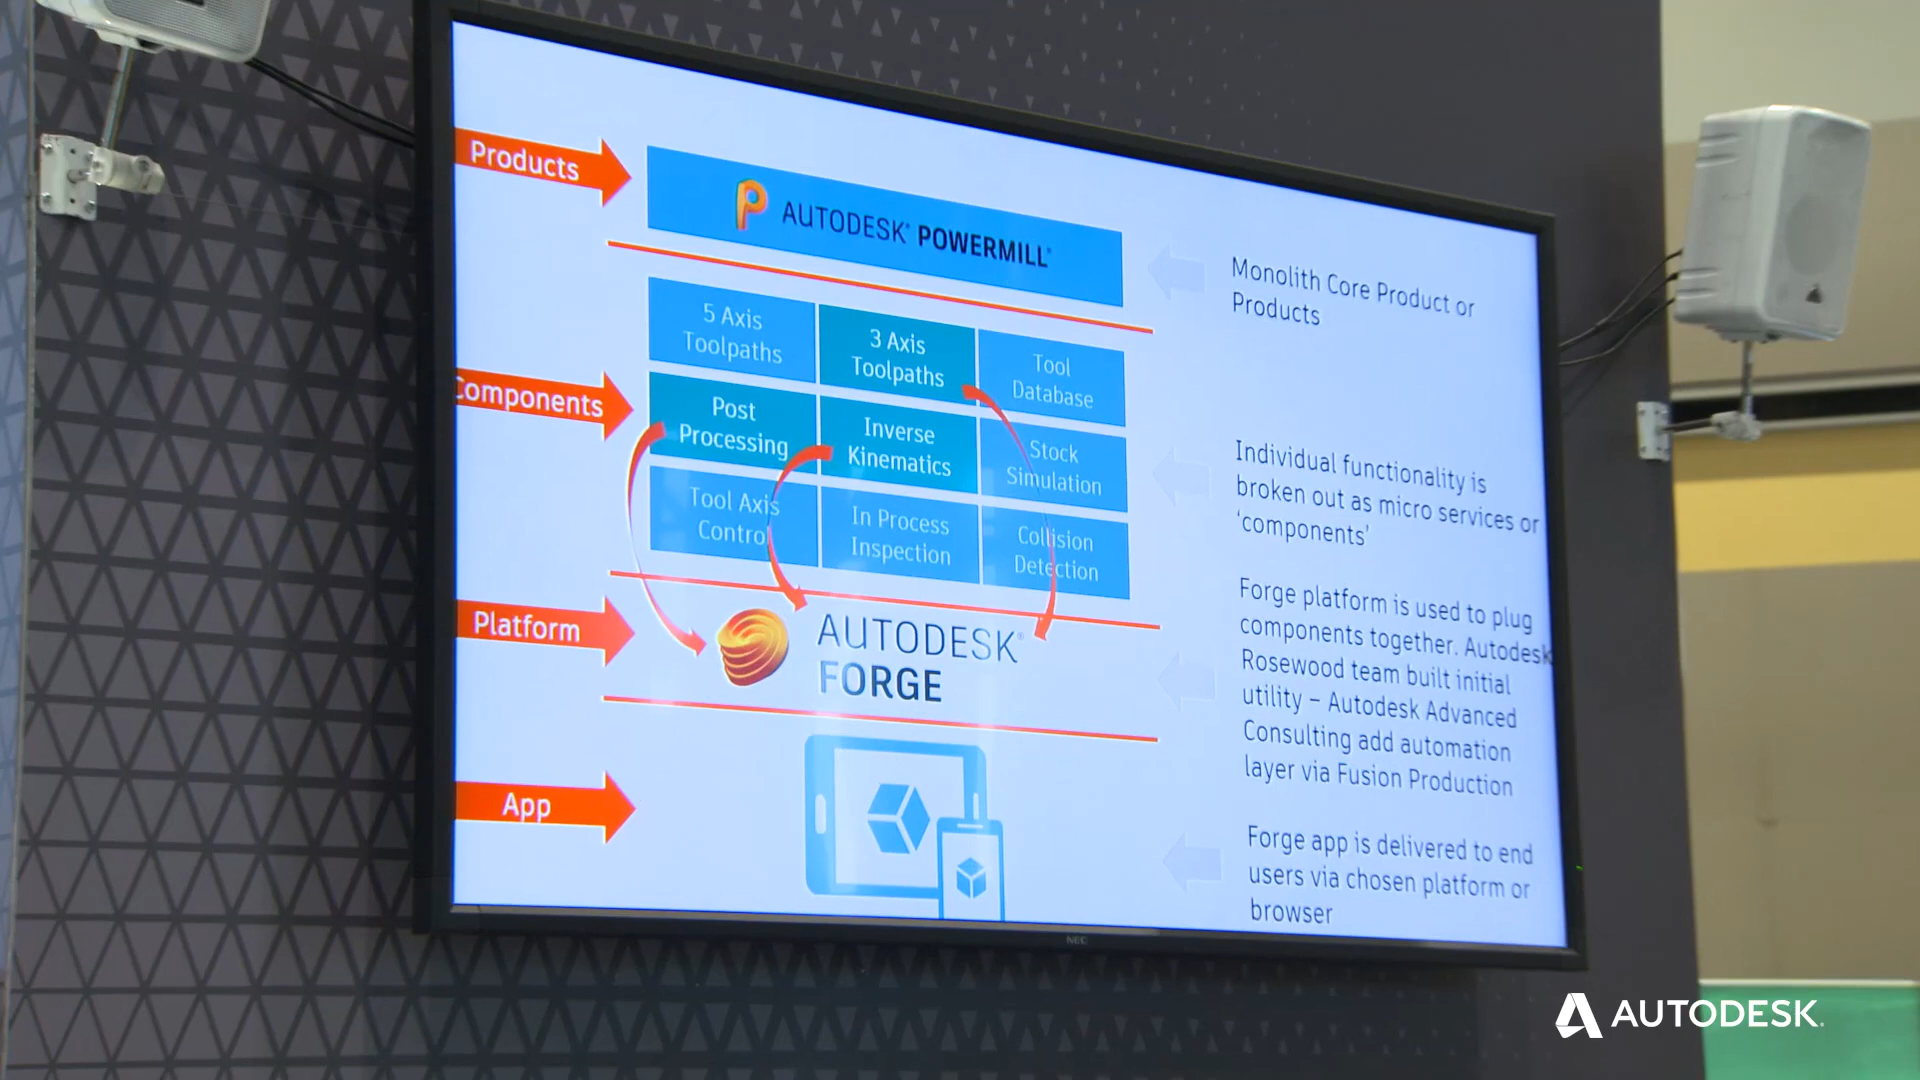 Products
AUTODESK® POWERMILL®
Monolith Core Product or
Products
5 Axis
Toolpaths
3 Axis
Toolpaths
Tool
Database
Components
Post
Processing
Inverse
Kinematics
Stock
Simulation
Individual functionality is
broken out as micro services or
‘components’
Tool Axis
Control
In Process
Inspection
Collision
Detection
Platform
AUTODESK®
FORGE
Forge platform is used to plug
components together. Autodesk
Rosewood team built initial
utility – Autodesk Advanced
Consulting add automation
layer via Fusion Production
App
Forge app is delivered to end
users via chosen platform or
browser
NEC
AUTODESK.